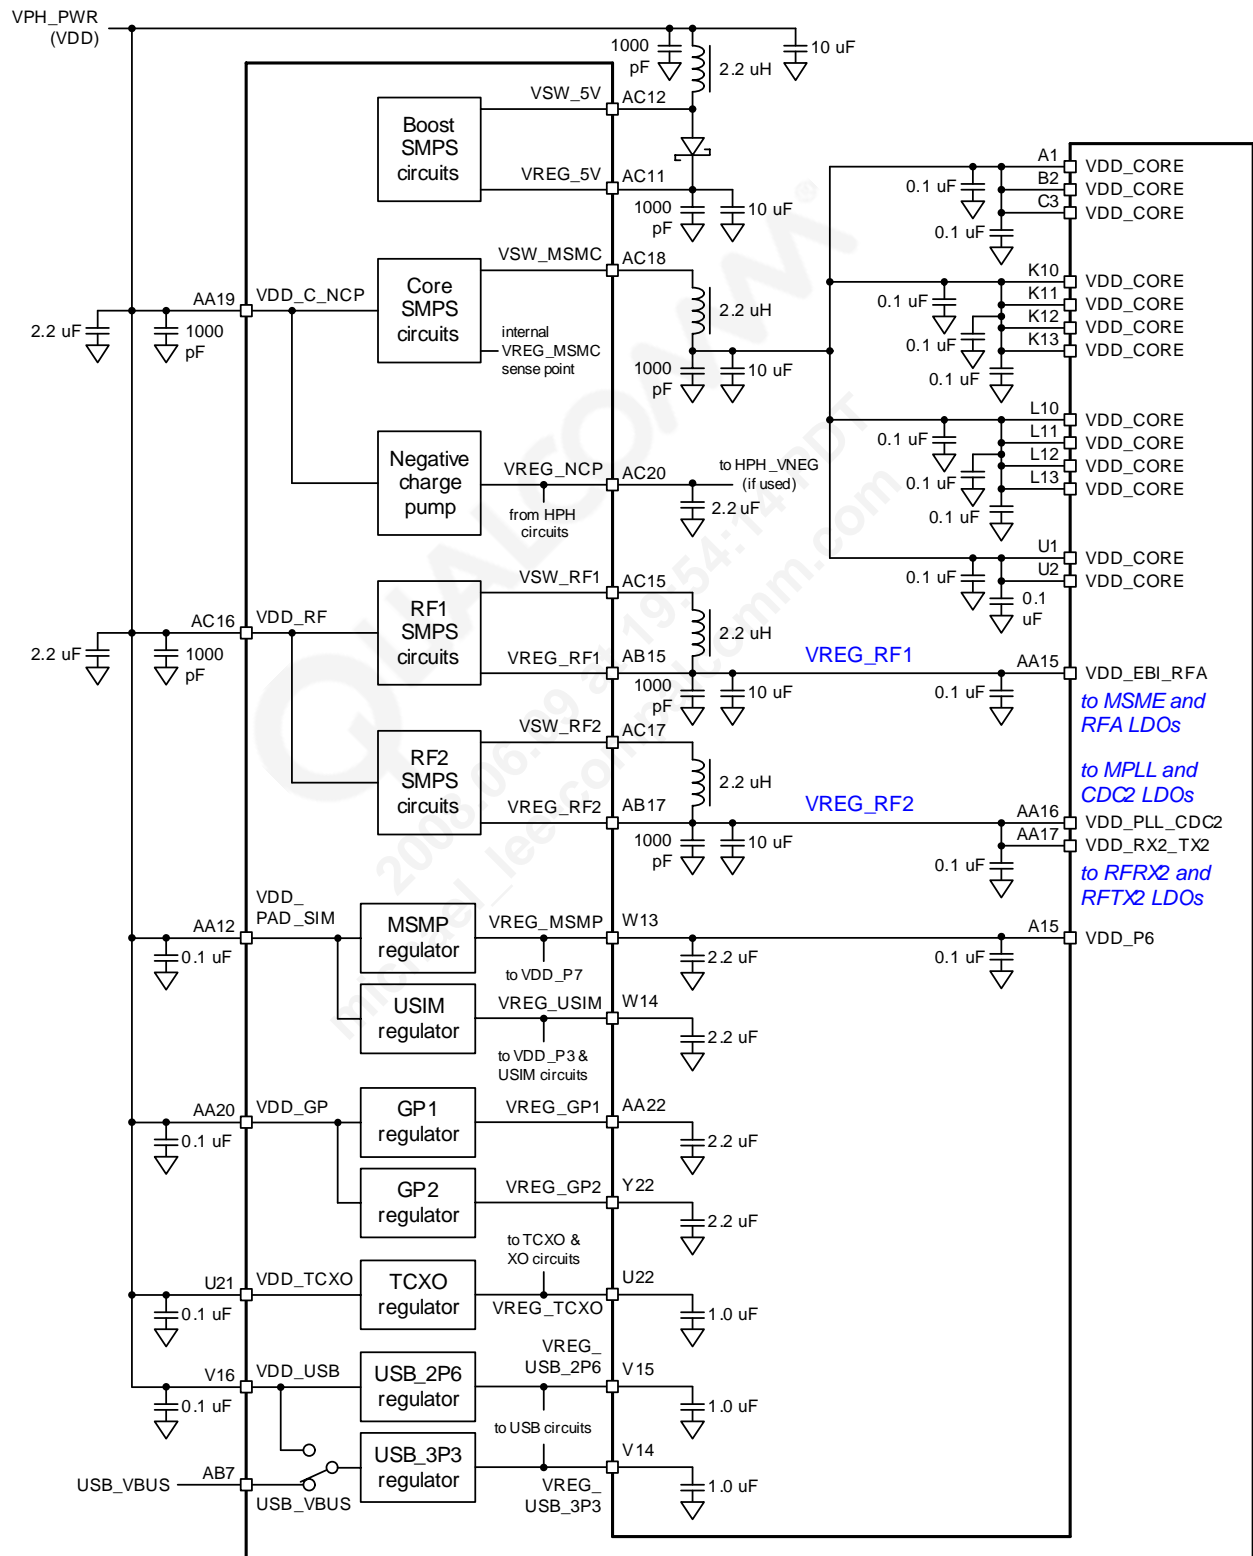 VPH_PWR
(VDD)
1000
pF
2.2 uH
10 uF
VSW_5V
AC12
Boost
SMPS
circuits
VREG_5V
AC11
1000
pF
10 uF
A1
VDD_CORE
B2
VDD_CORE
C3
VDD_CORE
0.1 uF
0.1 uF
VSW_MSMC
AC18
AA19
VDD_C_NCP
Core
SMPS
circuits
2.2 uF
1000
pF
2.2 uH
internal
VREG_MSMC
sense point
1000
pF
10 uF
K10
VDD_CORE
K11
VDD_CORE
K12
VDD_CORE
K13
VDD_CORE
0.1 uF
0.1 uF
0.1 uF
L10
VDD_CORE
L11
VDD_CORE
L12
VDD_CORE
L13
VDD_CORE
0.1 uF
0.1 uF
0.1 uF
Negative
charge
pump
VREG_NCP
AC20
to HPH_VNEG
(if used)
2.2 uF
from HPH
circuits
U1
VDD_CORE
U2
VDD_CORE
0.1 uF
0.1
uF
VSW_RF1
AC15
AC16
VDD_RF
RF1
SMPS
circuits
2.2 uF
1000
pF
2.2 uH
VREG_RF1
AB15
VREG_RF1
AA15
VDD_EBI_RFA
1000
pF
10 uF
0.1 uF
to MSME and
RFA LDOs
VSW_RF2
AC17
RF2
SMPS
circuits
2.2 uH
to MPLL and
CDC2 LDOs
VREG_RF2
AB17
VREG_RF2
AA16
VDD_PLL_CDC2
AA17
VDD_RX2_TX2
1000
pF
10 uF
0.1 uF
to RFRX2 and
RFTX2 LDOs
VDD_
PAD_SIM
AA12
0.1 uF
MSMP
regulator
VREG_MSMP
W13
to VDD_P7
2.2 uF
0.1 uF
A15
VDD_P6
USIM
regulator
VREG_USIM
W14
to VDD_P3 &
USIM circuits
2.2 uF
AA20
VDD_GP
0.1 uF
GP1
regulator
VREG_GP1
AA22
2.2 uF
GP2
regulator
VREG_GP2
Y22
2.2 uF
to TCXO &
XO circuits
U21
VDD_TCXO
0.1 uF
TCXO
regulator
VREG_TCXO
U22
1.0 uF
V16
VDD_USB
0.1 uF
USB_2P6
regulator
VREG_
USB_2P6
V15
1.0 uF
to USB circuits
USB_VBUS
AB7
USB_VBUS
USB_3P3
regulator
VREG_
USB_3P3
V14
1.0 uF
QUALCOMM®
2008.06.09 at 19:54:14 PDT